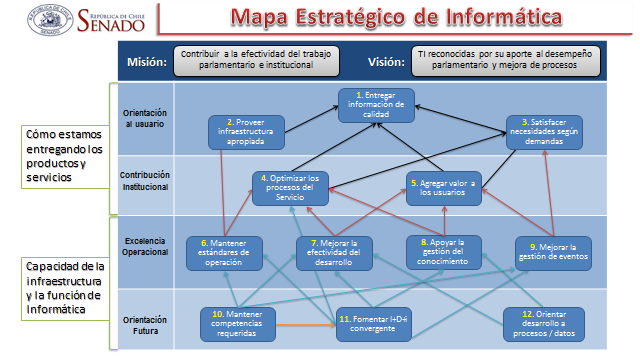 REPÚBLICA DE CHILE
SENADO
Mapa Estratégico de Informática
Misión:
Contribuir a la efectividad del trabajo
parlamentario e institucional
Visión:
TI reconocidas por su aporte al desempeño
parlamentario y mejora de procesos
Cómo estamos
entregando los
productos y
servicios
Orientación
al usuario
1. Entregar
información de
calidad
2. Proveer
infraestructura
apropiada
3. Satisfacer
necesidades según
demandas
Contribución
Institucional
4. Optimizar los
procesos del
Servicio
5. Agregar valor a
los usuarios
Capacidad de la
infraestructura
y la función de
Informática
Excelencia
Operacional
6. Mantener
estándares de
operación
7. Mejorar la
efectividad del
desarrollo
8. Apoyar la
gestión del
conocimiento
9. Mejorar la
gestión de eventos
Orientación
Futura
10. Mantener
competencias
requeridas
11. Fomentar I+D+i
convergente
12. Orientar
desarrollo a
procesos / datos